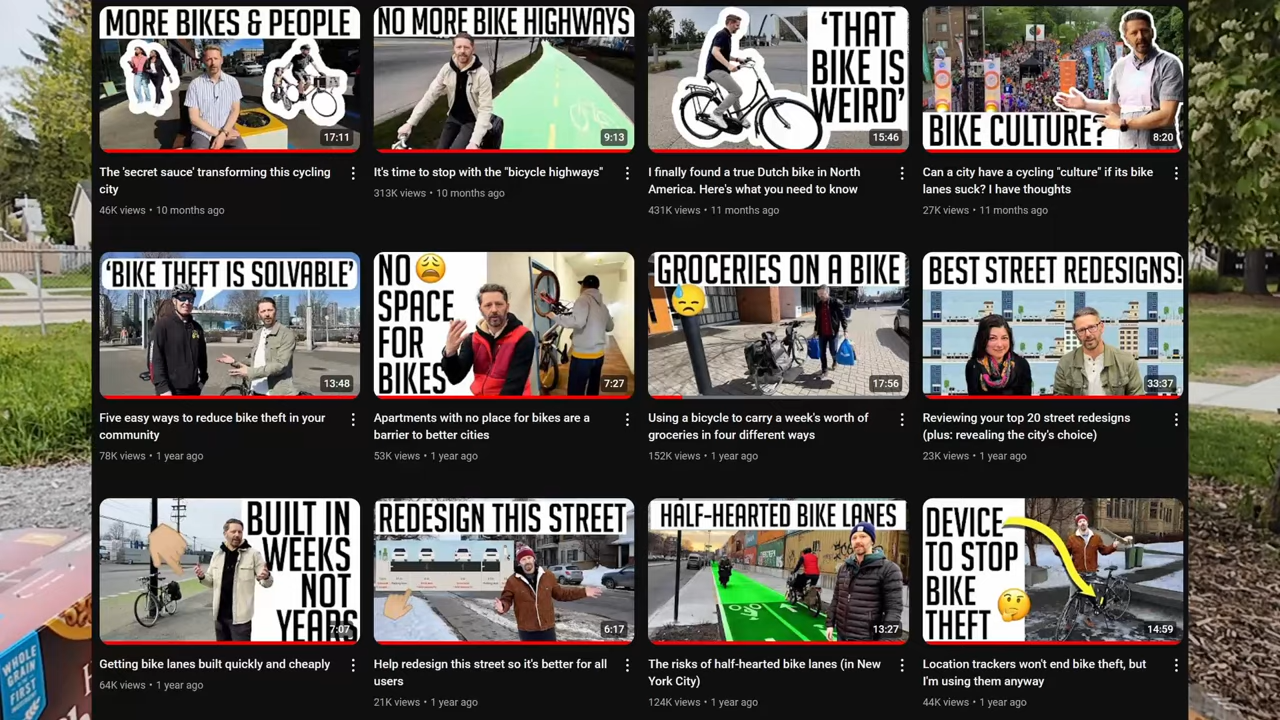 MORE BIKES & PEOPLE
17:11
The 'secret sauce' transforming this cycling
city
46K views • 10 months ago
NO MORE BIKE HIGHWAYS
9:13
It's time to stop with the "bicycle highways"
313K views • 10 months ago
'THAT
BIKE IS
WEIRD'
15:46
I finally found a true Dutch bike in North
America. Here's what you need to know
431K views • 11 months ago
BIKE CULTURE?
8:20
Can a city have a cycling "culture" if its bike
lanes suck? I have thoughts
27K views • 11 months ago
'BIKE THEFT IS SOLVABLE'
13:48
Five easy ways to reduce bike theft in your
community
78K views • 1 year ago
NO
SPACE
FOR
BIKES
7:27
Apartments with no place for bikes are a
barrier to better cities
53K views • 1 year ago
GROCERIES ON A BIKE
17:56
Using a bicycle to carry a week's worth of
groceries in four different ways
152K views • 1 year ago
BEST STREET REDESIGNS!
33:37
Reviewing your top 20 street redesigns
(plus: revealing the city's choice)
23K views • 1 year ago
BUILT IN
WEEKS
NOT
YEARS
7:07
Getting bike lanes built quickly and cheaply
64K views • 1 year ago
REDESIGN THIS STREET
6:17
Help redesign this street so it's better for all
users
21K views • 1 year ago
HALF-HEARTED BIKE LANES
13:27
The risks of half-hearted bike lanes (in New
York City)
124K views • 1 year ago
DEVICE
TO STOP
BIKE
THEFT
14:59
Location trackers won't end bike theft, but
I'm using them anyway
44K views • 1 year ago
WHOLE
GRAIN
FIRST